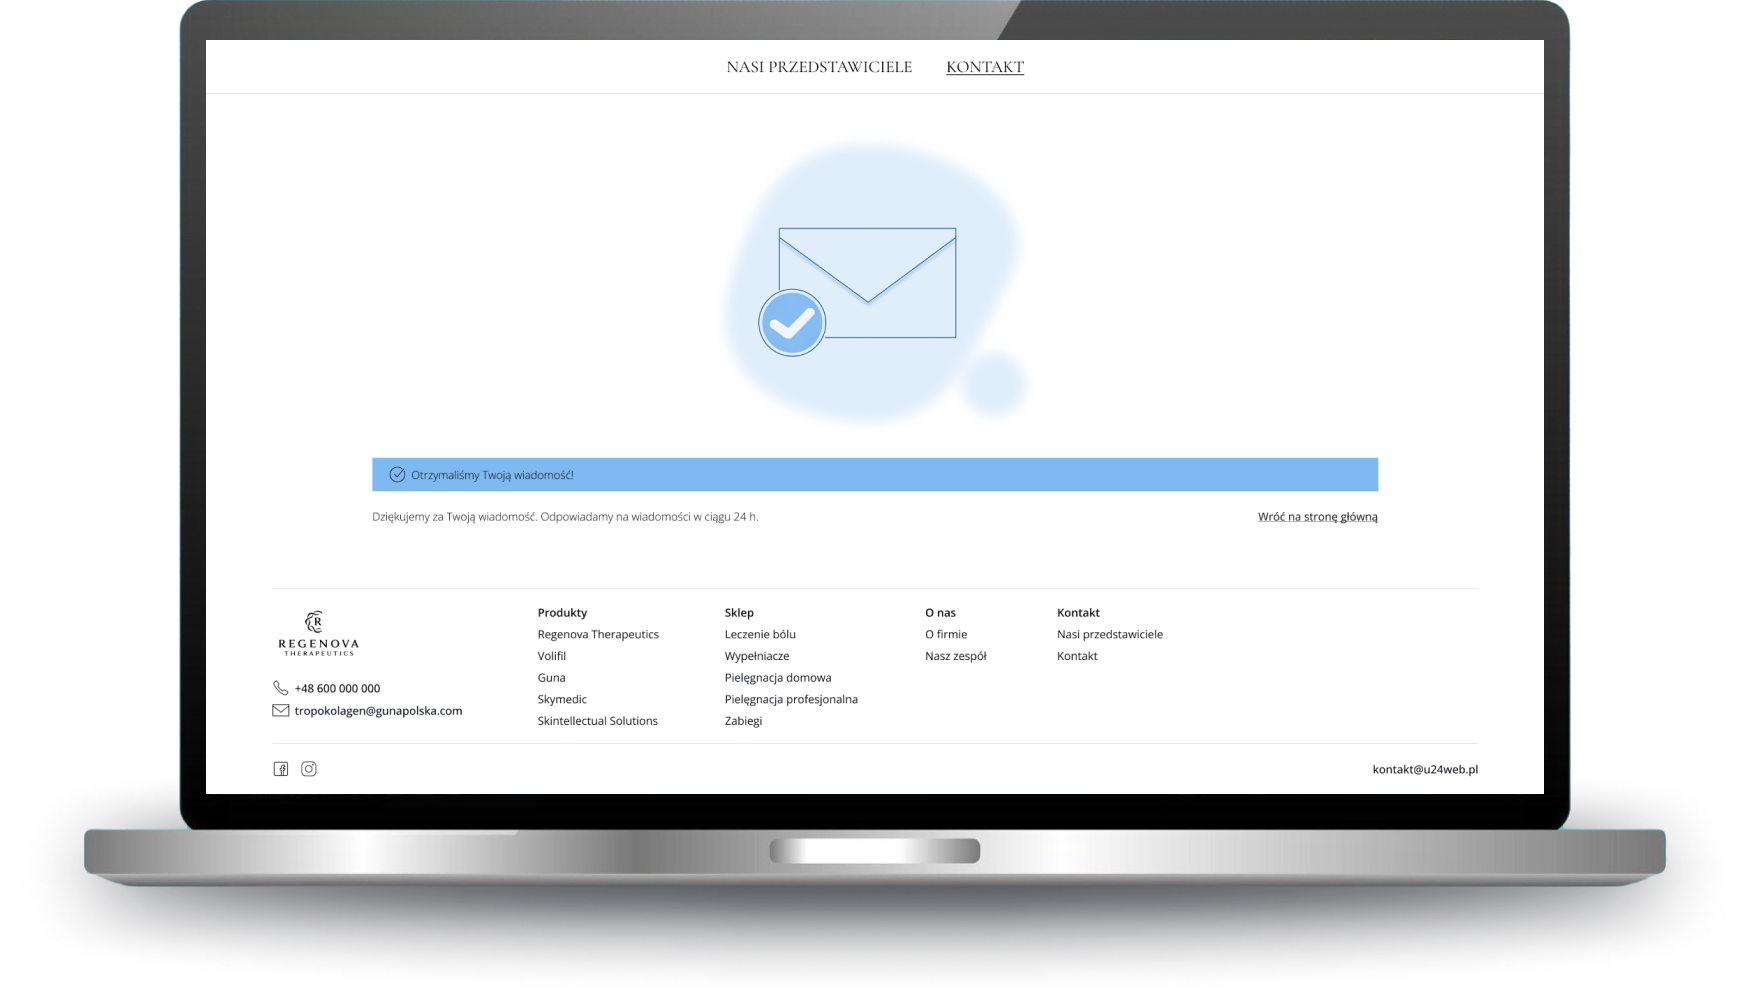 NASI PRZEDSTAWICIELE KONTAKT
Otrzymaliśmy Twoją wiadomość!
Dziękujemy za Twoją wiadomość. Odpowiadamy na wiadomości w ciągu 24 h.
Wróć na stronę główną
R
REGENOVA
THERAPEUTICS
+48 600 000 000
tropokolagen@gunapolska.com
Produkty
Regenova Therapeutics
Volifil
Guna
Skymedic
Skintellectual Solutions
Sklep
Leczenie bólu
Wypełniacze
Pielęgnacja domowa
Pielęgnacja profesjonalna
Zabiegi
O nas
O firmie
Nasz zespół
Kontakt
Nasi przedstawiciele
Kontakt
kontakt@u24web.pl